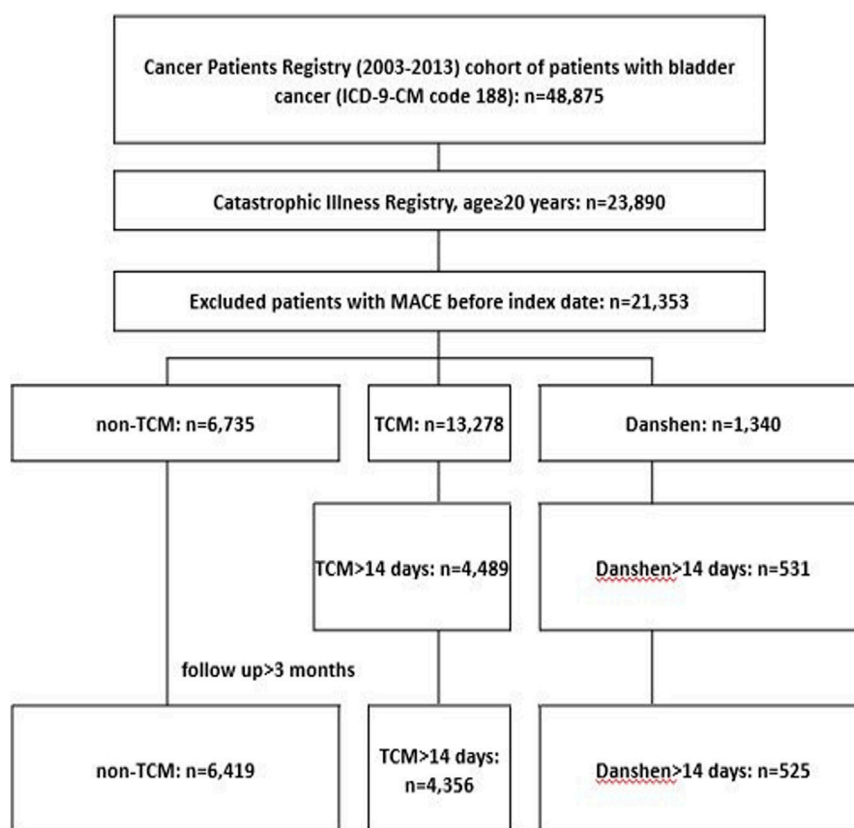 Cancer Patients Registry (2003-2013) cohort of patients with bladder
cancer (ICD-9-CM code 188): n=48,875
Catastrophic Illness Registry, age≥20 years: n=23,890
Excluded patients with MACE before index date: n=21,353
non-TCM: n=6,735
TCM: n=13,278
Danshen: n=1,340
TCM>14 days: n=4,489
Danshen>14 days: n=531
follow up>3 months
non-TCM: n=6,419
TCM>14 days:
n=4,356
Danshen>14 days: n=525